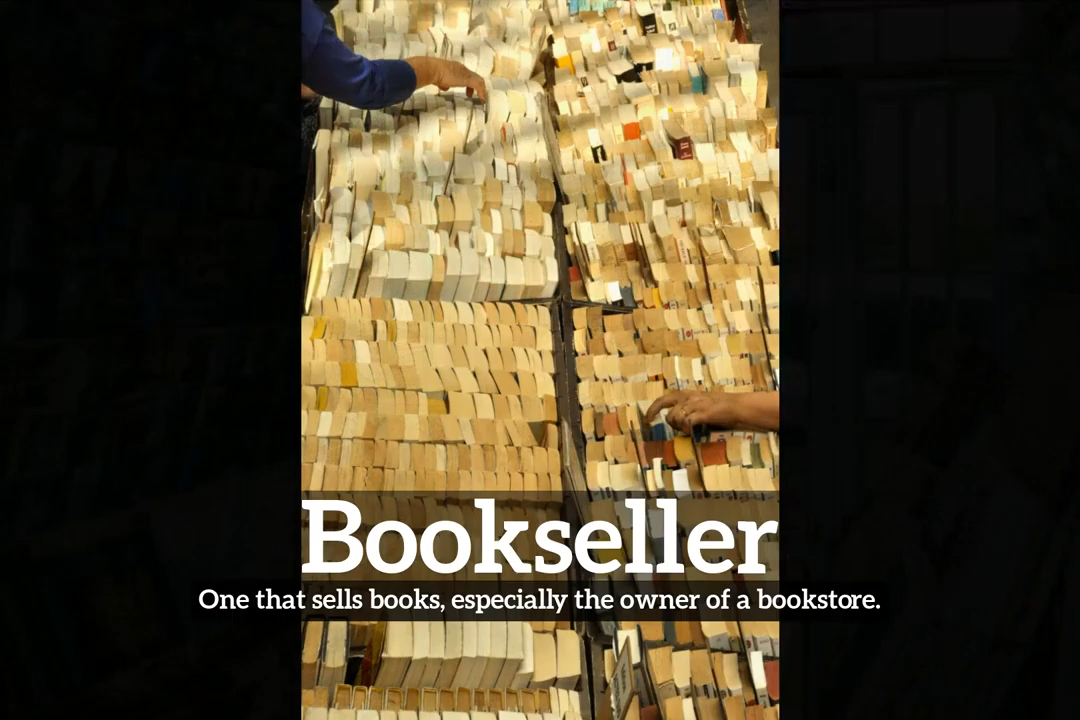 Bookseller
One that sells books, especially the owner of a bookstore.